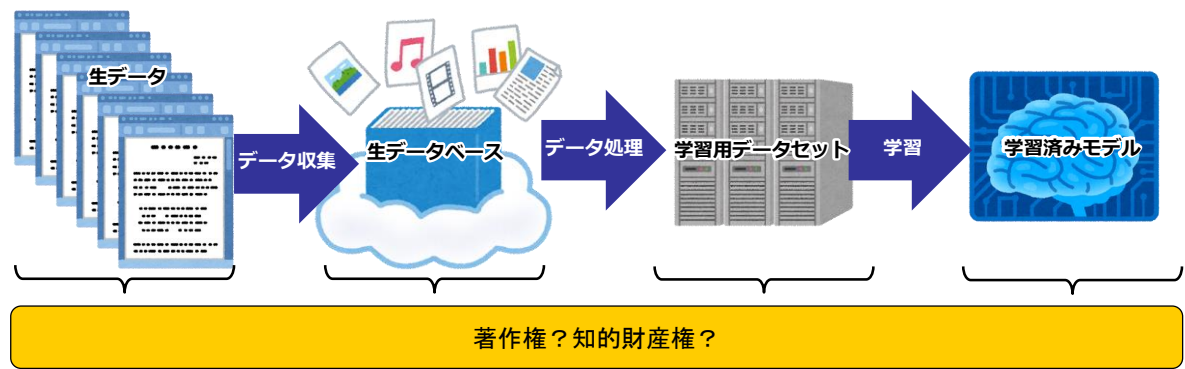 生データ
データ収集
生データベース
データ処理
学習用データセット
学習
学習済みモデル
著作権？知的財産権？